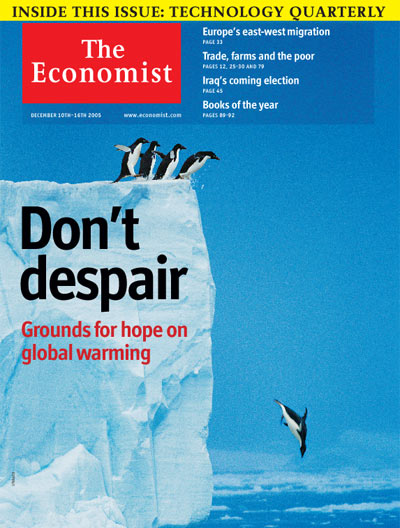 INSIDE THIS ISSUE: TECHNOLOGY QUARTERLY
The
Economist
DECEMBER 10TH–16TH 2005
www.economist.com
Europe's east-west migration
PAGE 33
Trade, farms and the poor
PAGES 12, 25-30 AND 79
Iraq's coming election
PAGE 45
Books of the year
PAGES 89-92
Don't
despair
Grounds for hope on
global warming